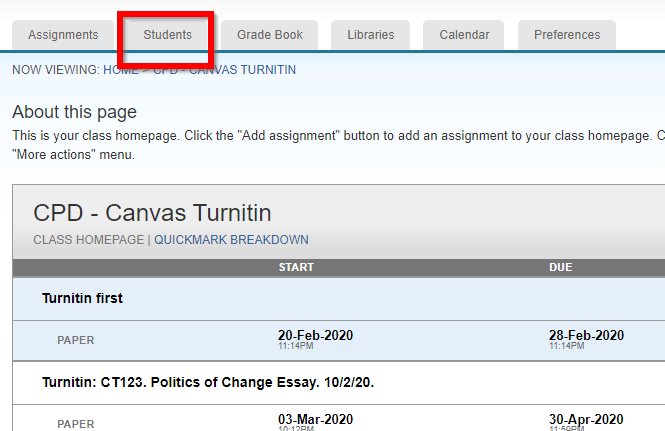 Assignments Students Grade Book Libraries Calendar Preferences
NOW VIEWING: HOME > CPD - CANVAS TURNITIN
About this page
This is your class homepage. Click the "Add assignment" button to add an assignment to your class homepage. C
"More actions" menu.
CPD - Canvas Turnitin
CLASS HOMEPAGE | QUICKMARK BREAKDOWN
START DUE
Turnitin first
PAPER 20-Feb-2020 28-Feb-2020
11:14PM 11:14PM
Turnitin: CT123. Politics of Change Essay. 10/2/20.
PAPER 03-Mar-2020 30-Apr-2020
10:12PM 11:59PM